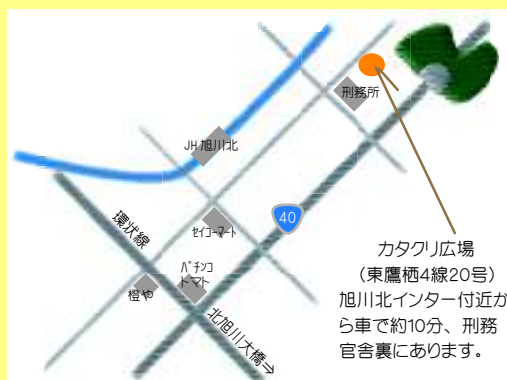 刑務所
JH 旭川北
40
環状線
セイコーマート
パチンコ
トマト
橙や
北旭川大橋⇒
カタクリ広場
（東鷹栖4線20号）
旭川北インター付近か
ら車で約10分、刑務
官舎裏にあります。